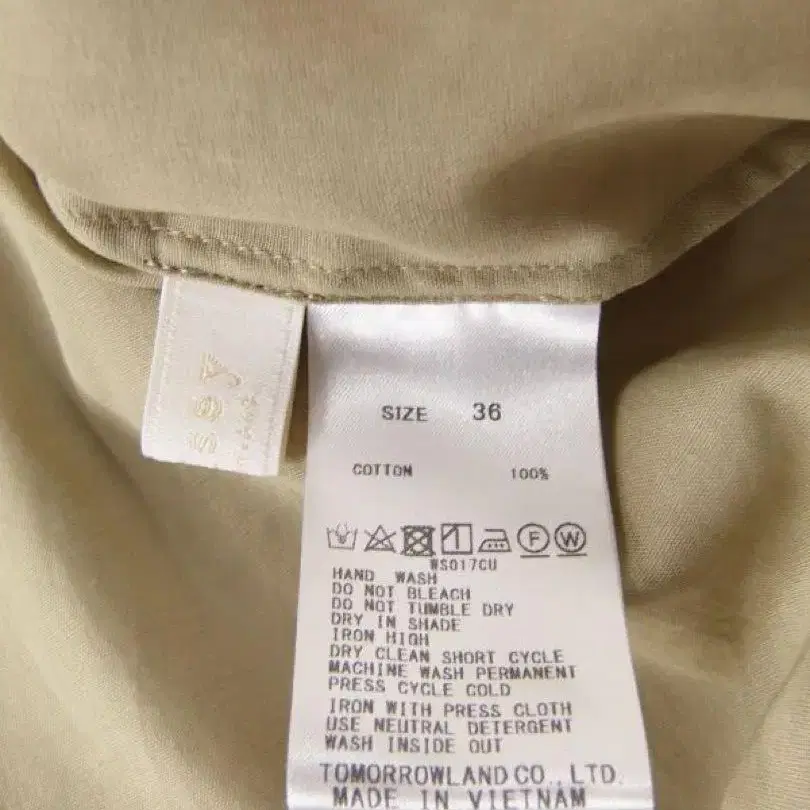 sey
SIZE 36
COTTON 100%
F W
WS017CU
HAND WASH
DO NOT BLEACH
DO NOT TUMBLE DRY
DRY IN SHADE
IRON HIGH
DRY CLEAN SHORT CYCLE
MACHINE WASH PERMANENT
PRESS CYCLE COLD
IRON WITH PRESS CLOTH
USE NEUTRAL DETERGENT
WASH INSIDE OUT
TOMORROWLAND CO., LTD.
MADE IN VIETNAM